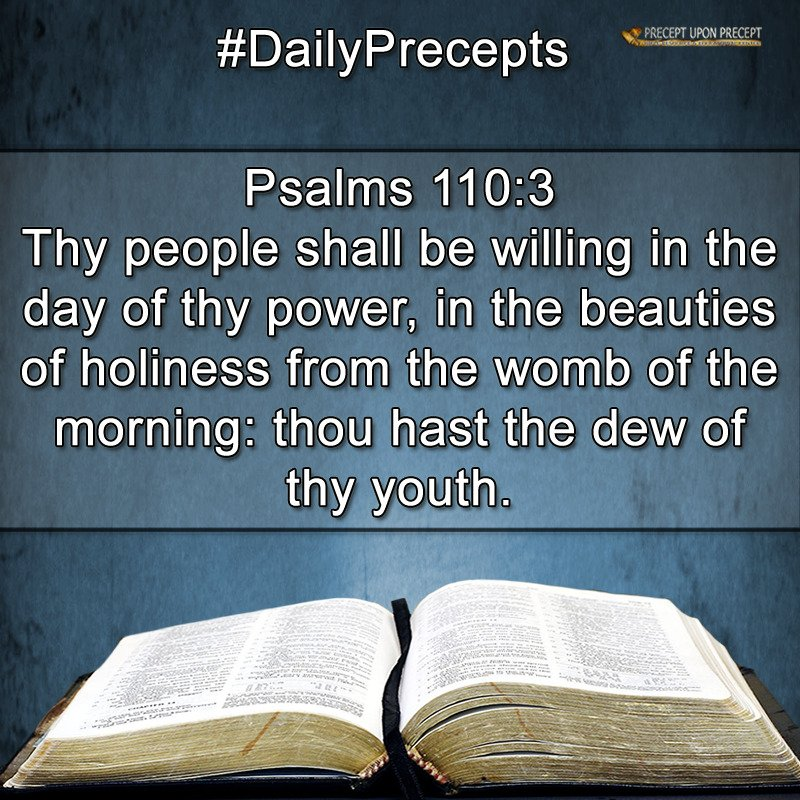 #DailyPrecepts
PRECEPT UPON PRECEPT
Psalms 110:3
Thy people shall be willing in the
day of thy power, in the beauties
of holiness from the womb of the
morning: thou hast the dew of
thy youth.